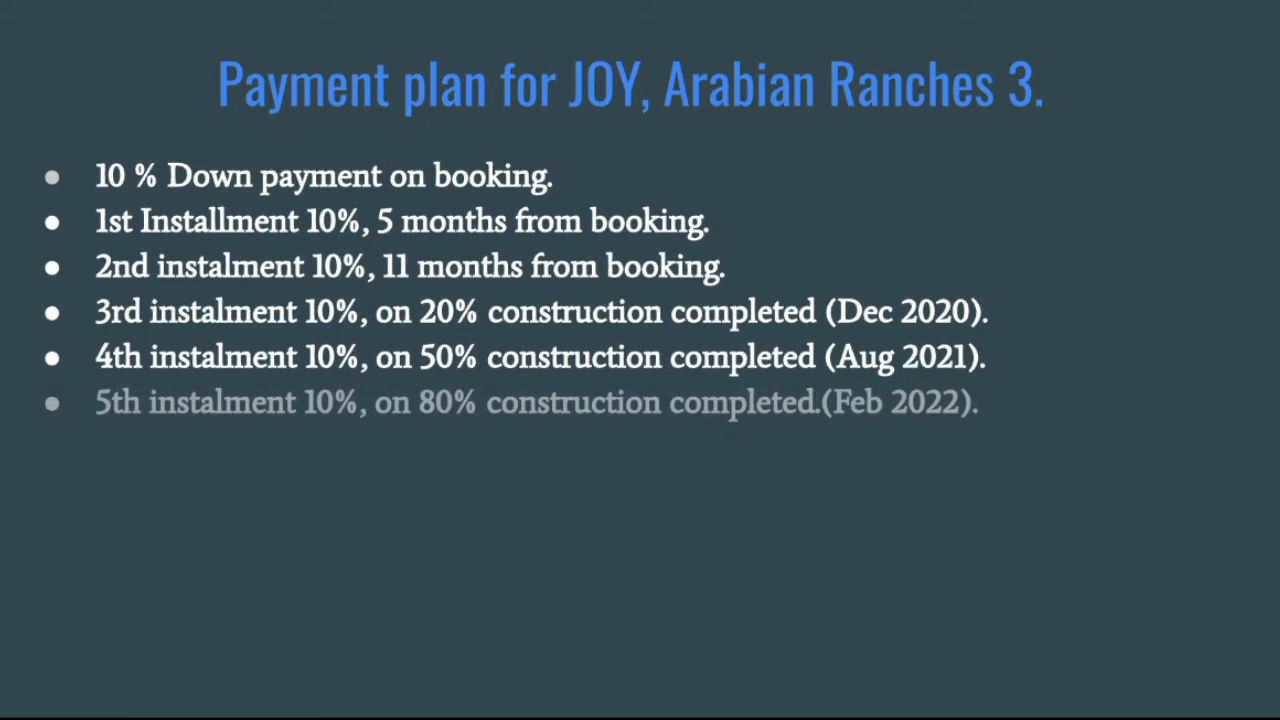 Payment plan for JOY, Arabian Ranches 3.
● 10 % Down payment on booking.
● 1st Installment 10%, 5 months from booking.
● 2nd instalment 10%, 11 months from booking.
● 3rd instalment 10%, on 20% construction completed (Dec 2020).
● 4th instalment 10%, on 50% construction completed (Aug 2021).
● 5th instalment 10%, on 80% construction completed.(Feb 2022).